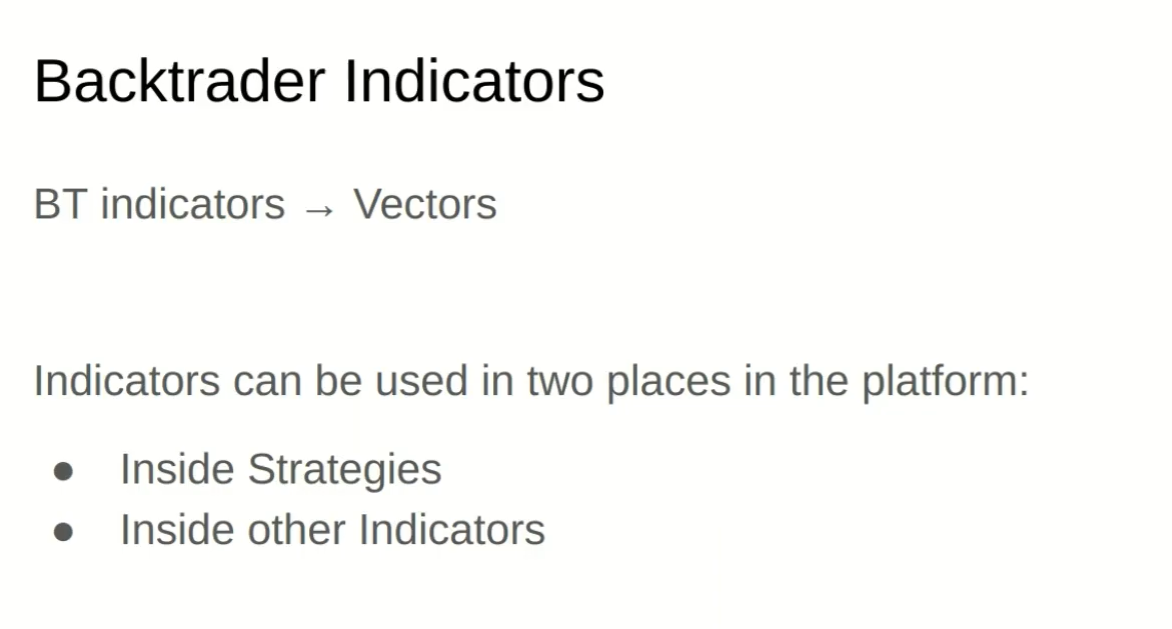 Backtrader Indicators
BT indicators → Vectors
Indicators can be used in two places in the platform:
● Inside Strategies
● Inside other Indicators